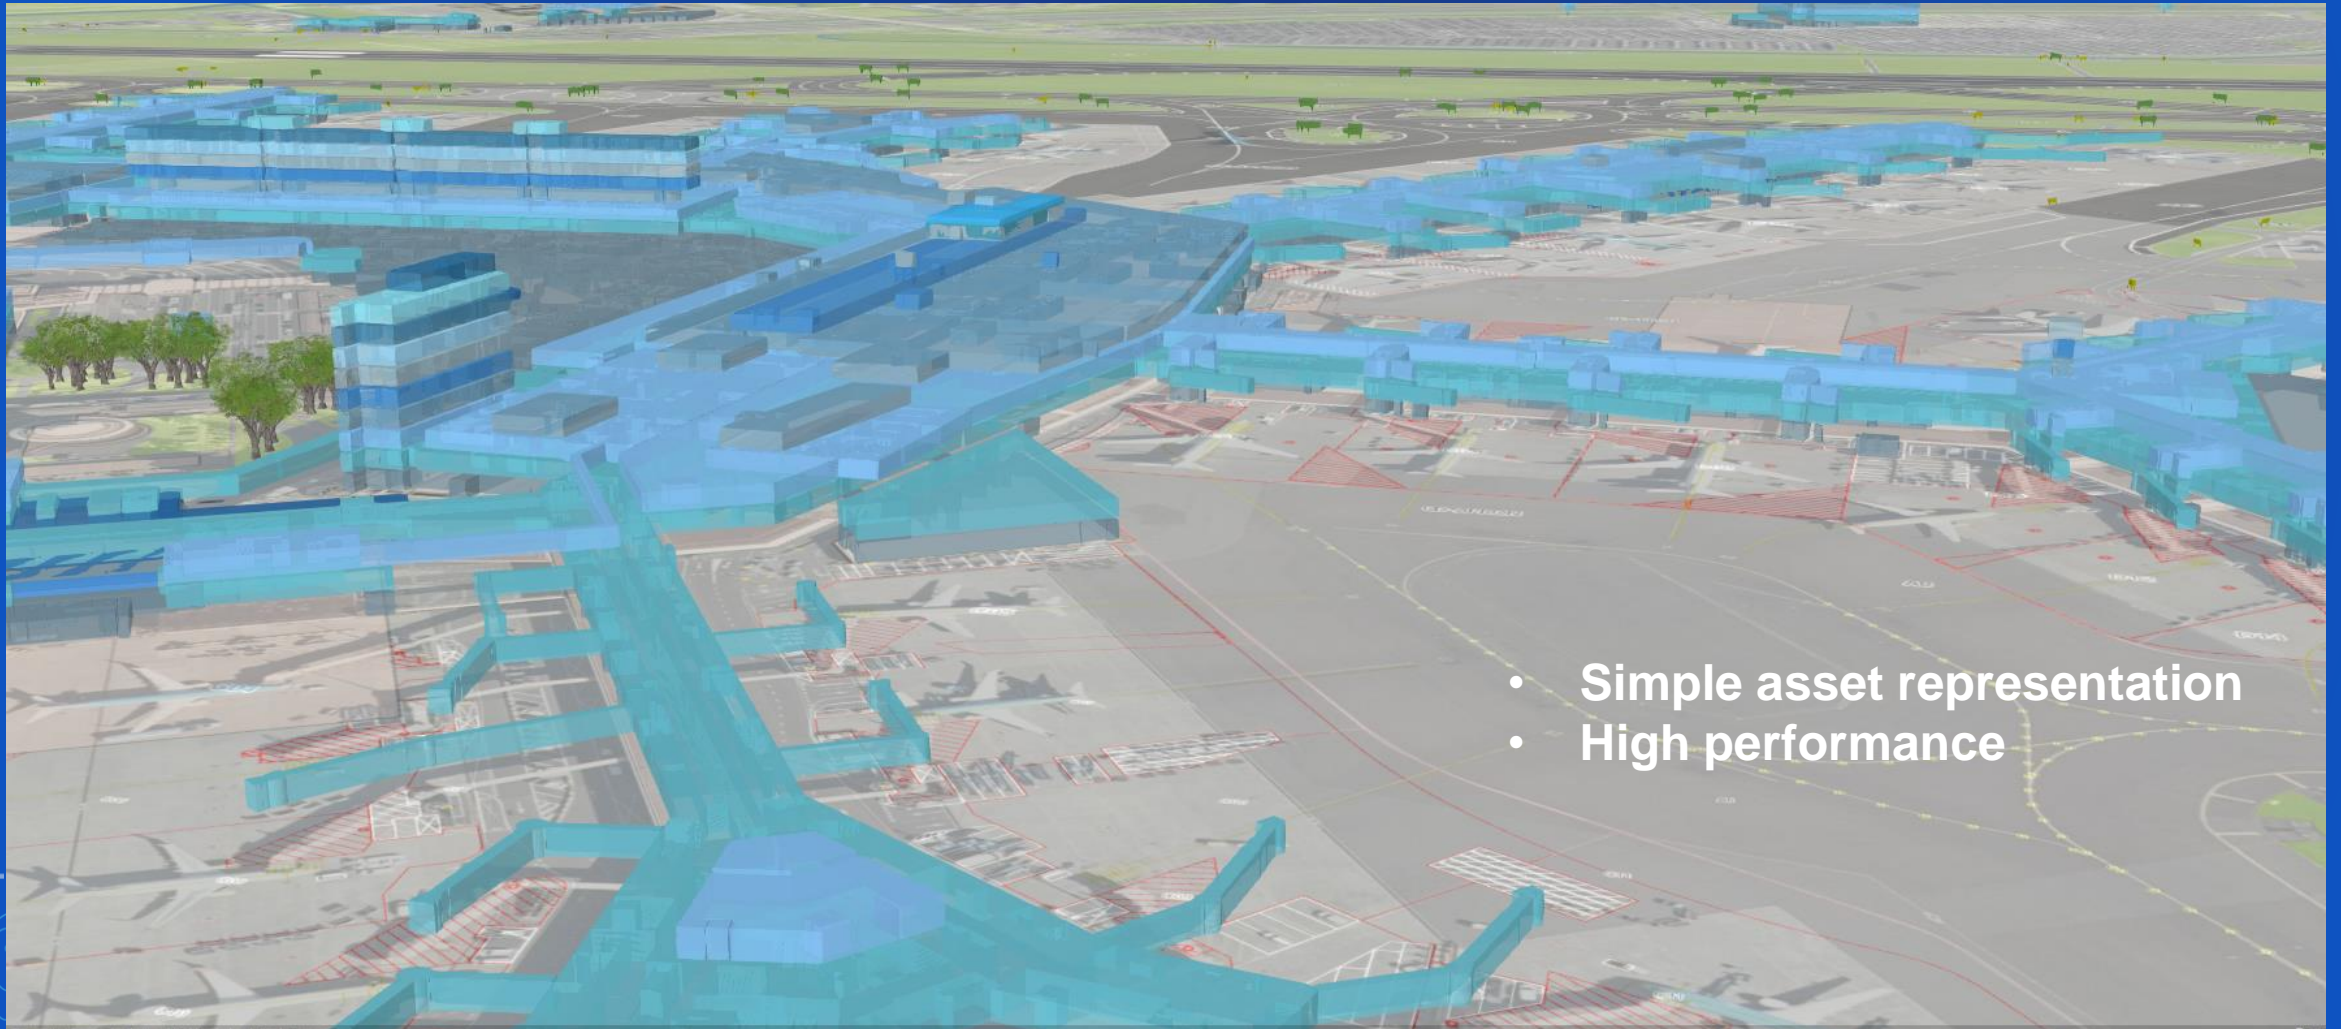 • Simple asset representation
• High performance